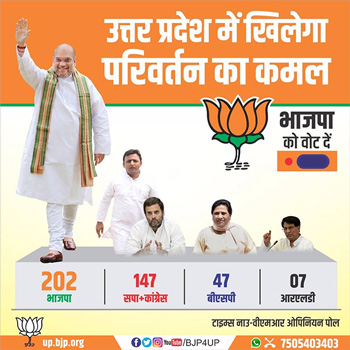 उत्तर प्रदेश में खिलेगा
परिवर्तन का कमल
भाजपा
को वोट दें
202
भाजपा
147
सपा+कांग्रेस
47
बीएसपी
07
आरएलडी
टाइम्स नाउ-वीएमआर ओपिनियन पोल
up.bjp.org
YouTube /BJP4UP
7505403403